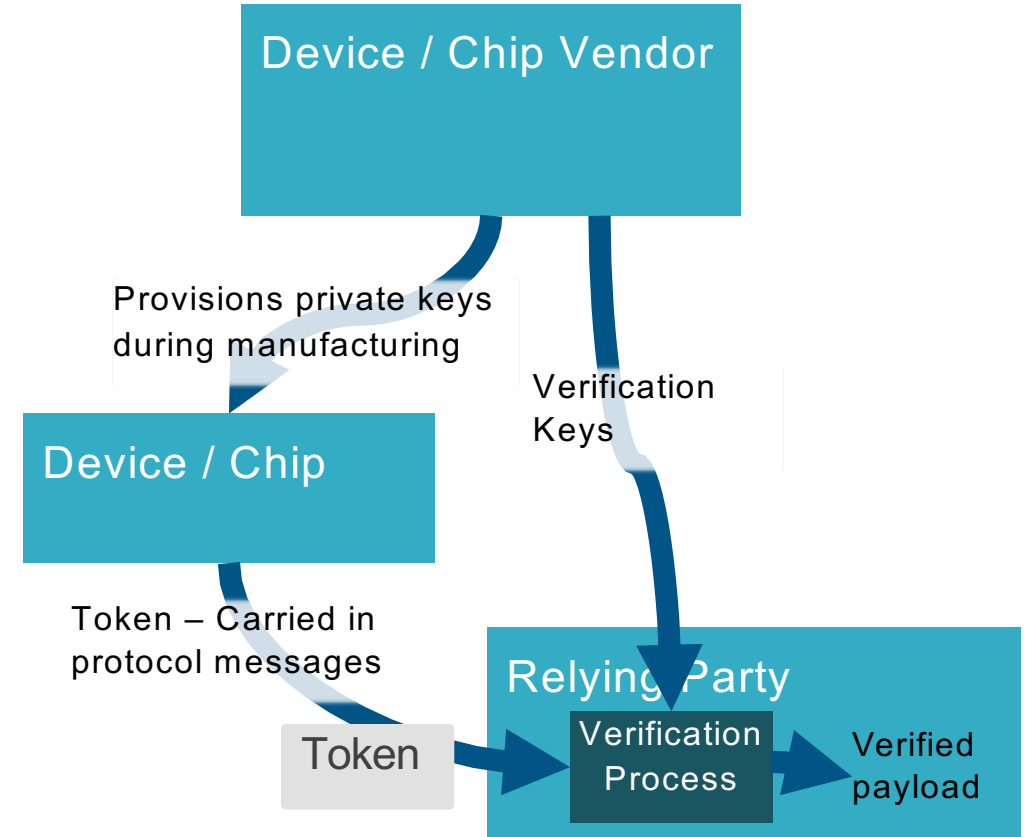 Device / Chip Vendor
Provisions private keys
during manufacturing
Verification
Keys
Device / Chip
Token – Carried in
protocol messages
Relying Party
Token
Verification
Process
Verified
payload